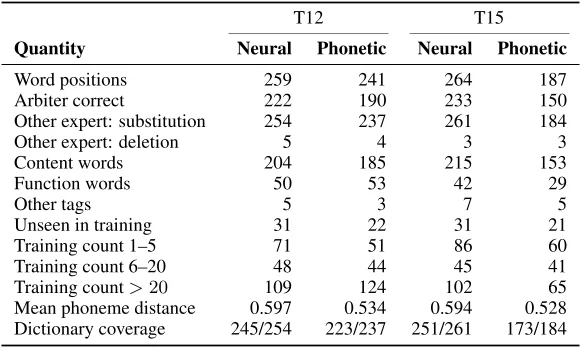 T12 T15
Quantity Neural Phonetic Neural Phonetic
Word positions 259 241 264 187
Arbiter correct 222 190 233 150
Other expert: substitution 254 237 261 184
Other expert: deletion 5 4 3 3
Content words 204 185 215 153
Function words 50 53 42 29
Other tags 5 3 7 5
Unseen in training 31 22 31 21
Training count 1–5 71 51 86 60
Training count 6–20 48 44 45 41
Training count > 20 109 124 102 65
Mean phoneme distance 0.597 0.534 0.594 0.528
Dictionary coverage 245/254 223/237 251/261 173/184